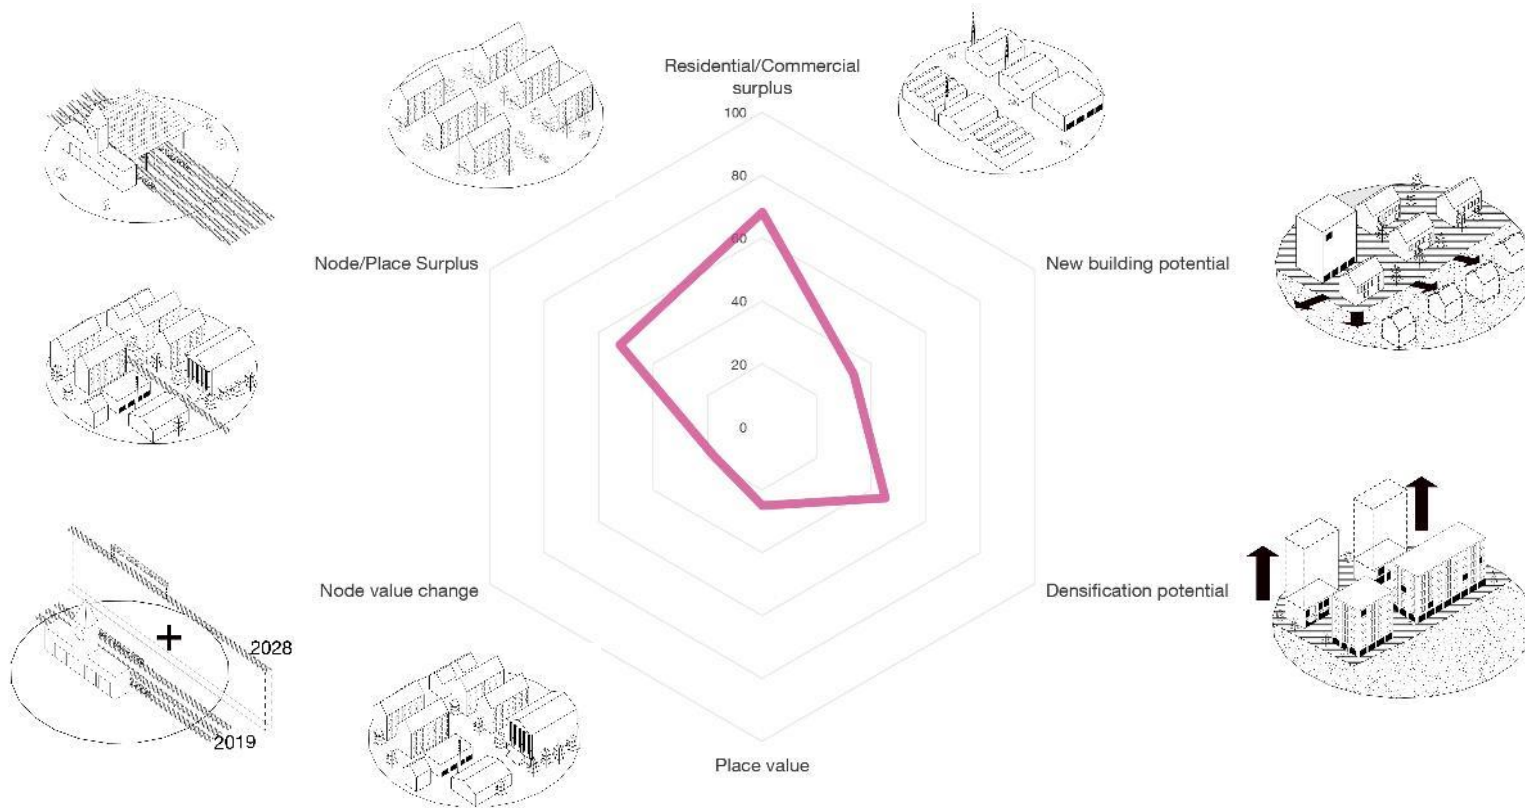 Residential/Commercial
surplus
100
80
60
40
20
0
Node/Place Surplus
New building potential
Node value change
Densification potential
2028
2019
Place value